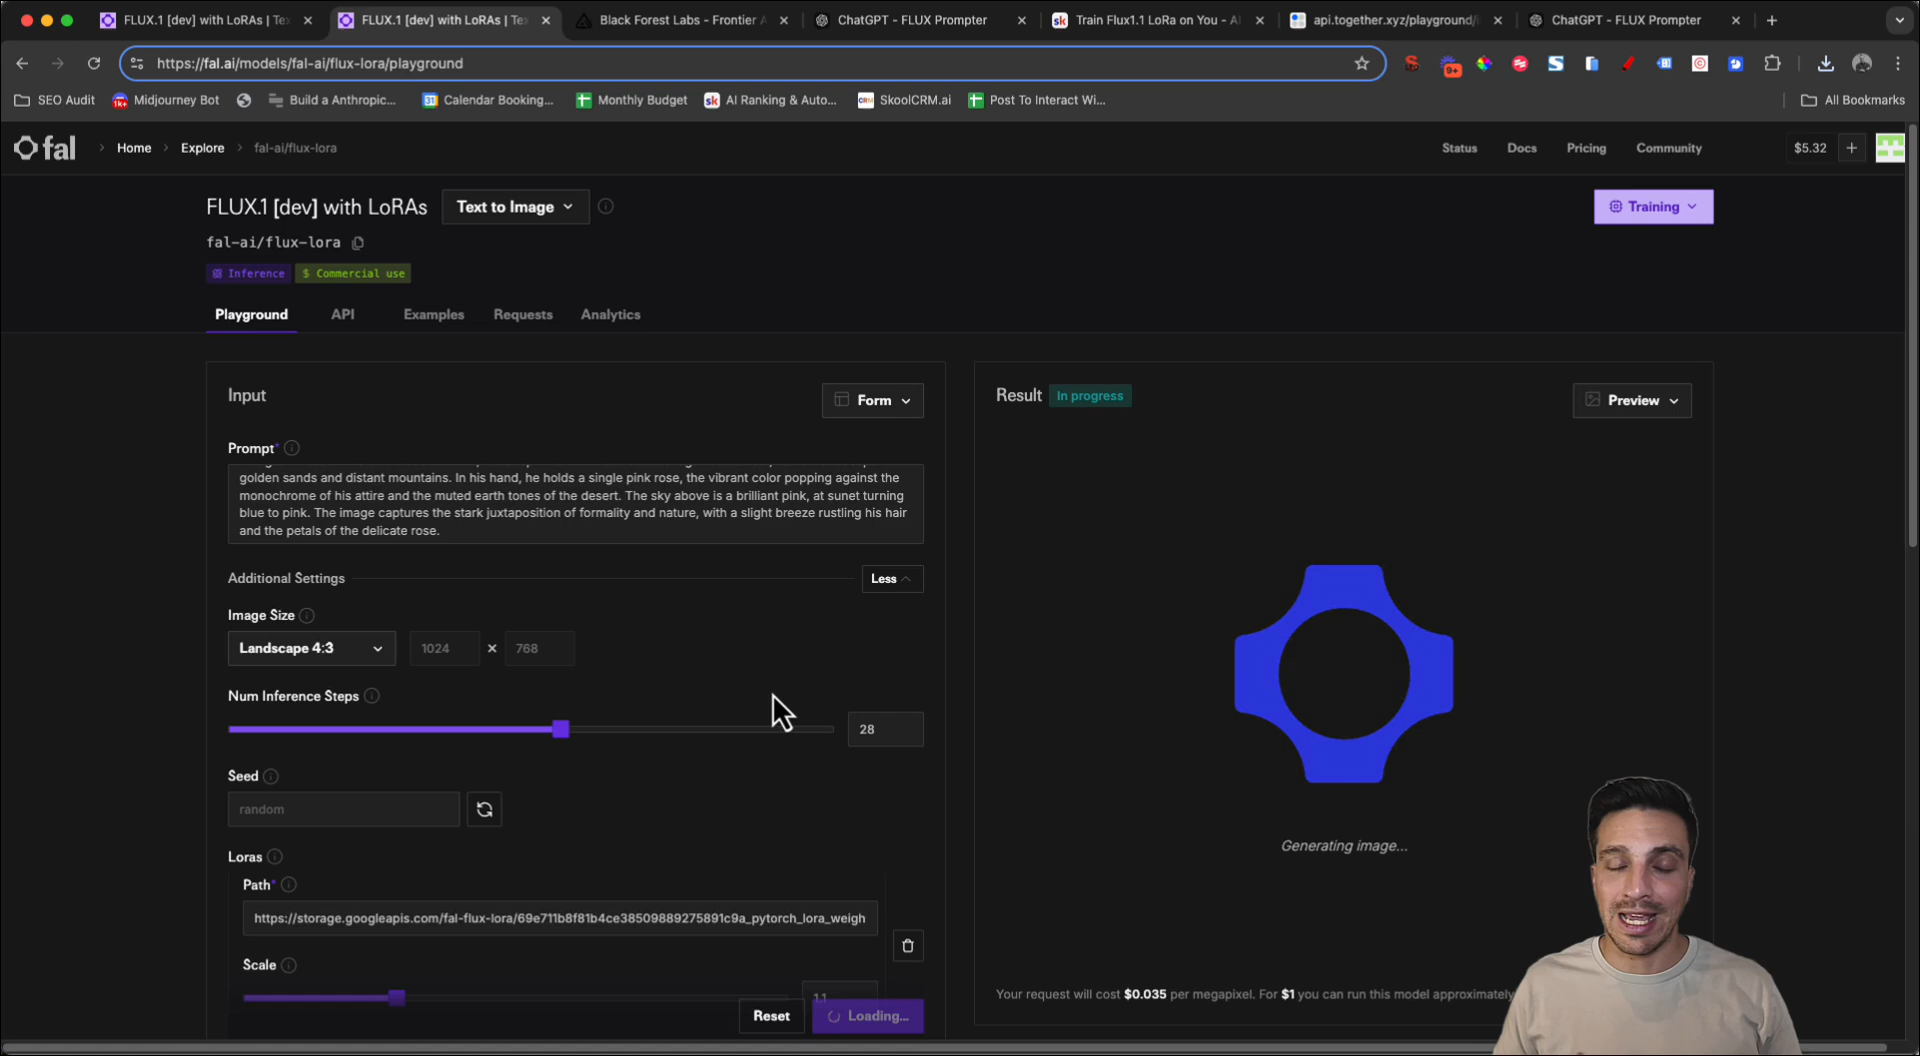 FLUX.1 [dev] with LoRAs | Tex
FLUX.1 [dev] with LoRAs | Tex
Black Forest Labs - Frontier A
ChatGPT - FLUX Prompter
Train Flux1.1 LoRa on You - AI
api.together.xyz/playground/i
ChatGPT - FLUX Prompter
https://fal.ai/models/fal-ai/flux-lora/playground
9+
SEO Audit
1k+
Midjourney Bot
Build a Anthropic...
31
Calendar Booking...
Monthly Budget
sk
AI Ranking & Auto...
CRM
SkoolCRM.ai
Post To Interact Wi...
All Bookmarks
fal
Home
Explore
fal-ai/flux-lora
Status
Docs
Pricing
Community
$5.32
FLUX.1 [dev] with LoRAs
Text to Image
Training
fal-ai/flux-lora
Inference
$ Commercial use
Playground
API
Examples
Requests
Analytics
Input
Form
Prompt*
golden sands and distant mountains. In his hand, he holds a single pink rose, the vibrant color popping against the
monochrome of his attire and the muted earth tones of the desert. The sky above is a brilliant pink, at sunet turning
blue to pink. The image captures the stark juxtaposition of formality and nature, with a slight breeze rustling his hair
and the petals of the delicate rose.
Additional Settings
Less
Image Size
Landscape 4:3
1024
×
768
Num Inference Steps
28
Seed
random
Loras
Path*
https://storage.googleapis.com/fal-flux-lora/69e711b8f81b4ce38509889275891c9a_pytorch_lora_weigh
Scale
1.1
Reset
Loading...
Result
In progress
Preview
Generating image...
Your request will cost $0.035 per megapixel. For $1 you can run this model approximately